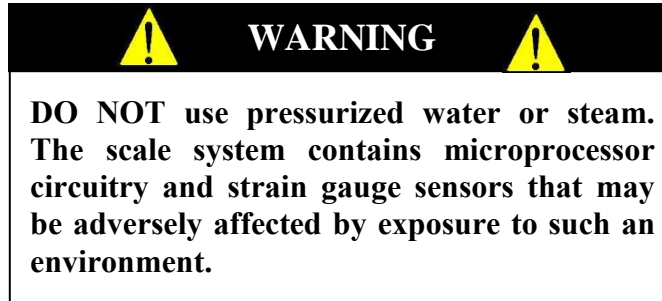 WARNING
DO NOT use pressurized water or steam.
The scale system contains microprocessor
circuitry and strain gauge sensors that may
be adversely affected by exposure to such an
environment.